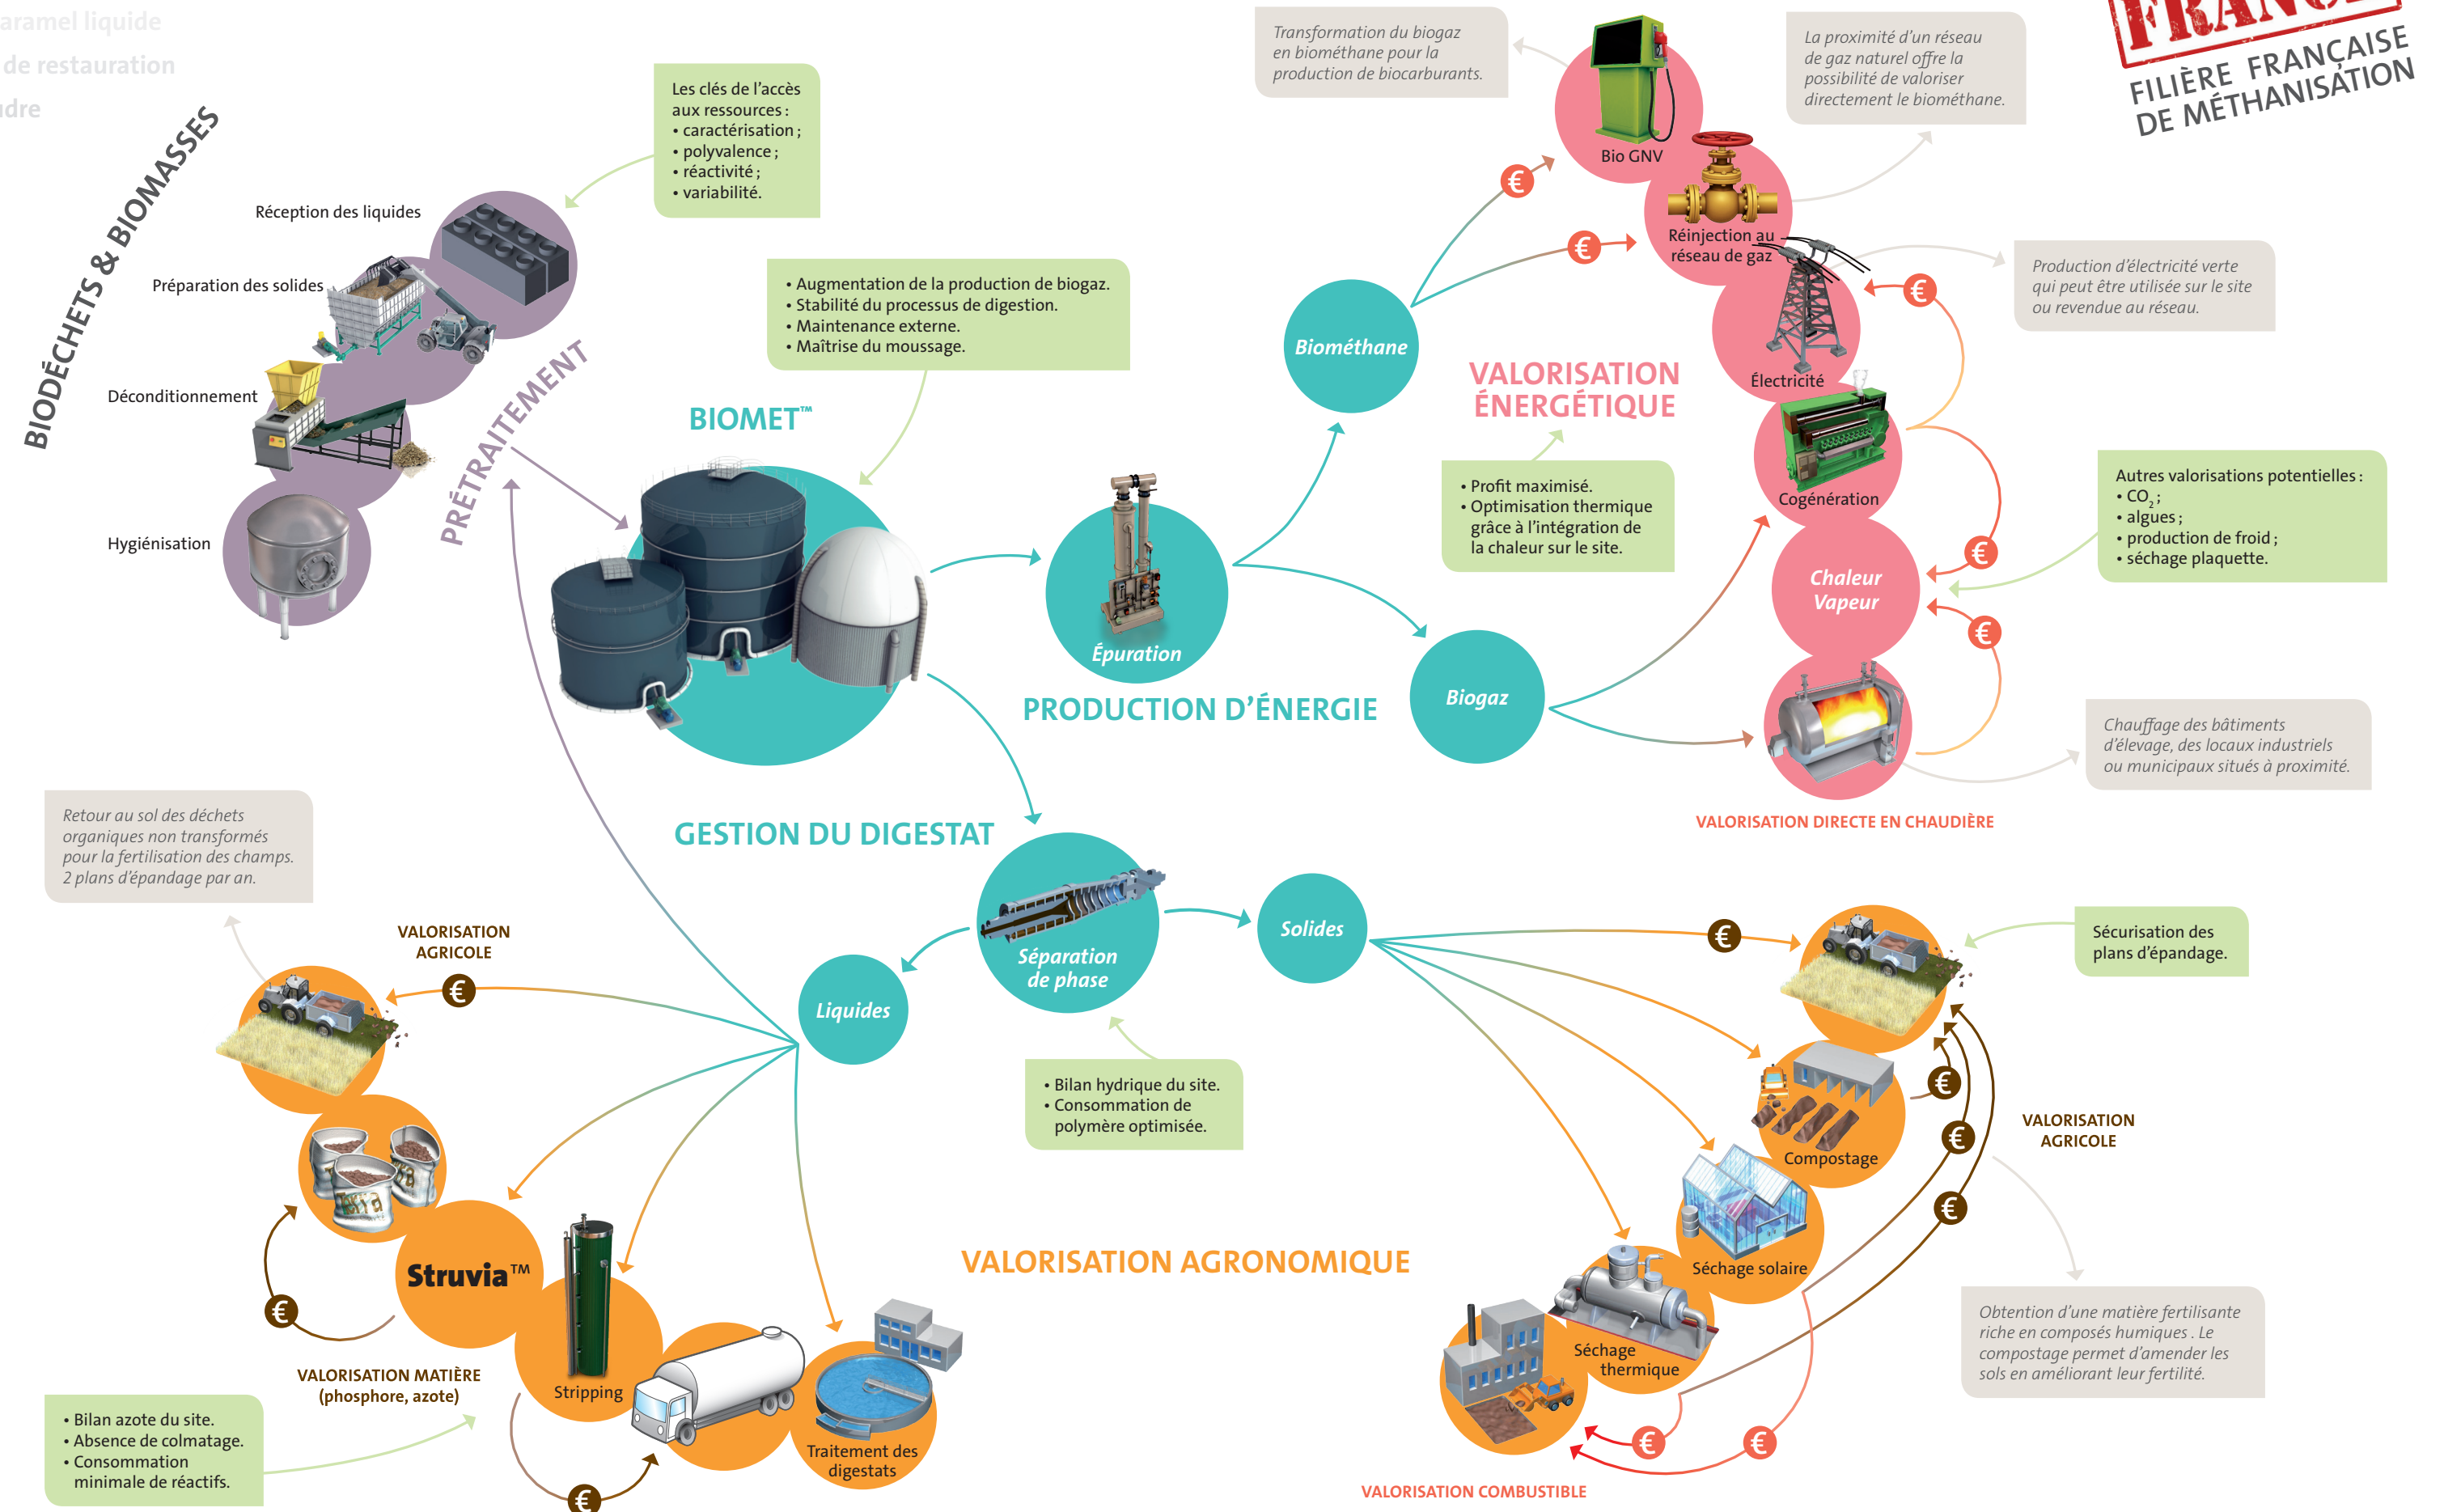 aramel liquide
de restauration
BIODÉCHETS & BIOMASSES
Réception des liquides
Préparation des solides
Déconditionnement
Hygiénisation
PRÉTRAITEMENT
Les clés de l’accès
aux ressources :
• caractérisation ;
• polyvalence ;
• réactivité ;
• variabilité.
• Augmentation de la production de biogaz.
• Stabilité du processus de digestion.
• Maintenance externe.
• Maîtrise du moussage.
BIOMET™
Transformation du biogaz
en biométhane pour la
production de biocarburants.
Bio GNV
La proximité d’un réseau
de gaz naturel offre la
possibilité de valoriser
directement le biométhane.
FILIÈRE FRANÇAISE
DE MÉTHANISATION
€
€
Réinjection au
réseau de gaz
€
Production d’électricité verte
qui peut être utilisée sur le site
ou revendue au réseau.
Biométhane
VALORISATION
ÉNERGÉTIQUE
Électricité
• Profit maximisé.
• Optimisation thermique
grâce à l’intégration de
la chaleur sur le site.
Cogénération
Autres valorisations potentielles :
• CO₂ ;
• algues ;
• production de froid ;
• séchage plaquette.
€
Chaleur
Vapeur
€
Épuration
PRODUCTION D’ÉNERGIE
Biogaz
Chauffage des bâtiments
d’élevage, des locaux industriels
ou municipaux situés à proximité.
VALORISATION DIRECTE EN CHAUDIÈRE
Retour au sol des déchets
organiques non transformés
pour la fertilisation des champs.
2 plans d’épandage par an.
GESTION DU DIGESTAT
Séparation
de phase
Solides
Liquides
VALORISATION
AGRICOLE
€
• Bilan hydrique du site.
• Consommation de
polymère optimisée.
€
Sécurisation des
plans d’épandage.
€
VALORISATION
AGRICOLE
€
€
Compostage
Séchage solaire
Séchage
thermique
VALORISATION AGRONOMIQUE
Terra
Struvia™
€
VALORISATION MATIÈRE
(phosphore, azote)
Stripping
• Bilan azote du site.
• Absence de colmatage.
• Consommation
minimale de réactifs.
€
Traitement des
digestats
Obtention d’une matière fertilisante
riche en composés humiques . Le
compostage permet d’amender les
sols en améliorant leur fertilité.
€
€
VALORISATION COMBUSTIBLE